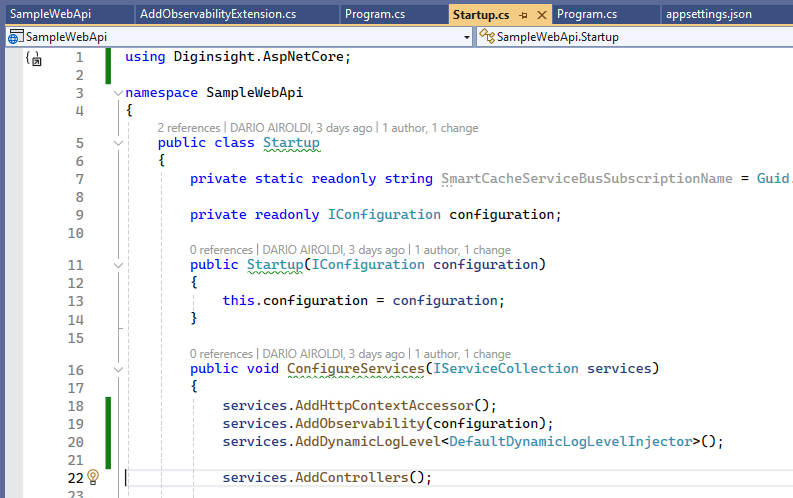 SampleWebApi AddObservabilityExtension.cs Program.cs Startup.cs Program.cs appsettings.json
SampleWebApi SampleWebApi.Startup
1 using Diginsight.AspNetCore;
2
3 namespace SampleWebApi
4 {
2 references | DARIO AIROLDI, 3 days ago | 1 author, 1 change
5 public class Startup
6 {
7 private static readonly string SmartCacheServiceBusSubscriptionName = Guid.
8
9 private readonly IConfiguration configuration;
10
0 references | DARIO AIROLDI, 3 days ago | 1 author, 1 change
11 public Startup(IConfiguration configuration)
12 {
13 this.configuration = configuration;
14 }
15
0 references | DARIO AIROLDI, 3 days ago | 1 author, 1 change
16 public void ConfigureServices(IServiceCollection services)
17 {
18 services.AddHttpContextAccessor();
19 services.AddObservability(configuration);
20 services.AddDynamicLogLevel<DefaultDynamicLogLevelInjector>();
21
22 services.AddControllers();
23